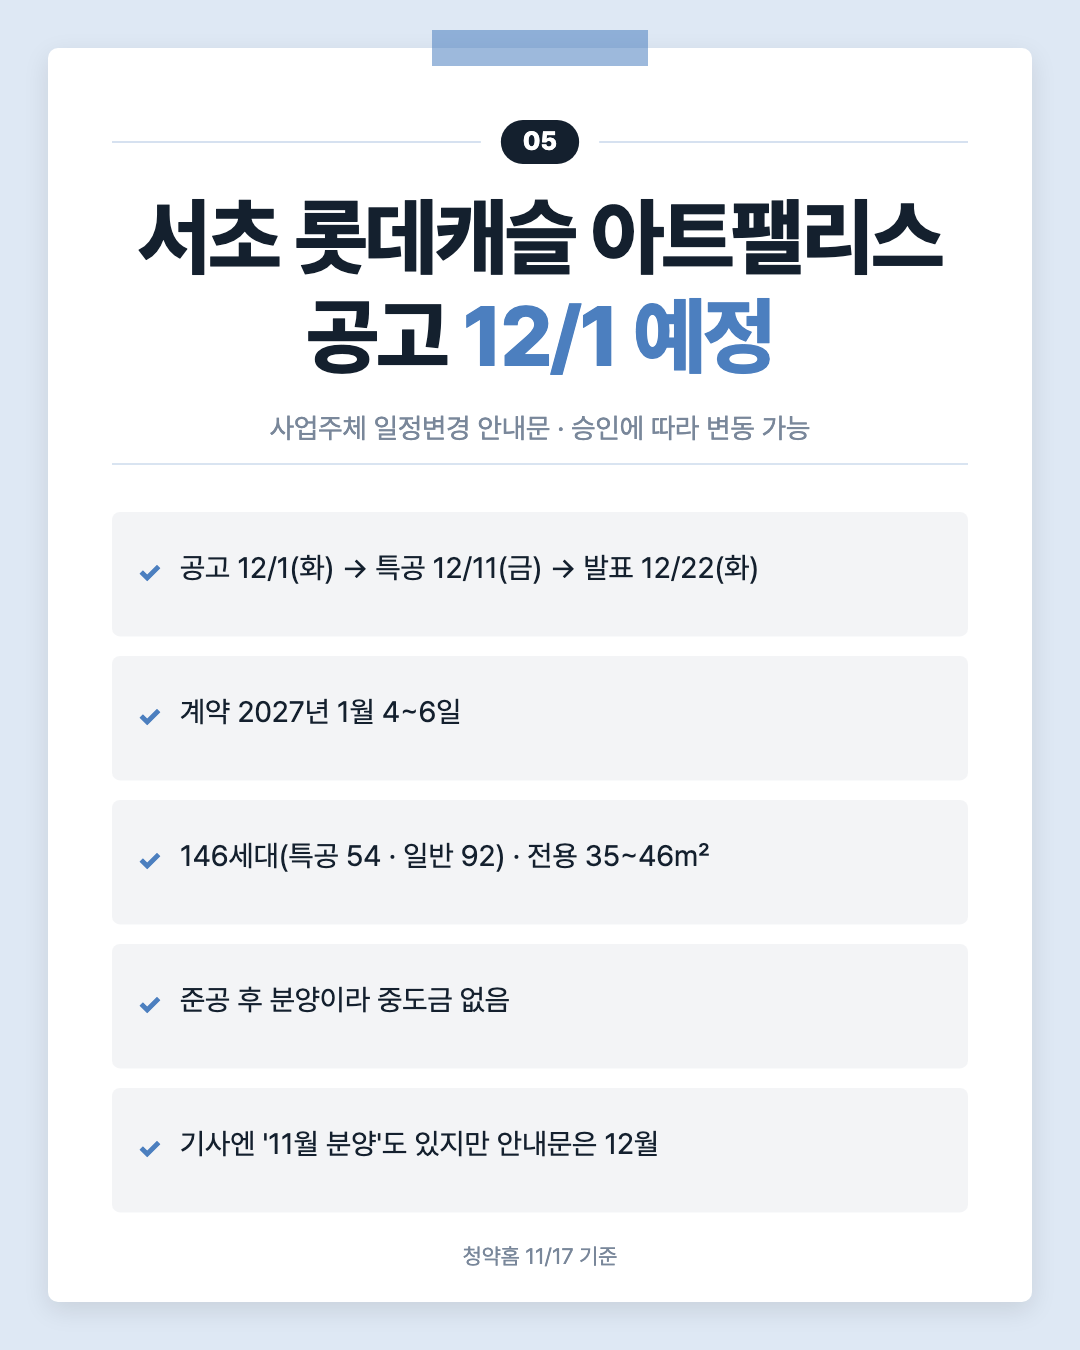 05
서초 롯데캐슬 아트팰리스
공고 12/1 예정
사업주체 일정변경 안내문 · 승인에 따라 변동 가능
공고 12/1(화) → 특공 12/11(금) → 발표 12/22(화)
계약 2027년 1월 4~6일
146세대(특공 54 · 일반 92) · 전용 35~46m²
준공 후 분양이라 중도금 없음
기사엔 '11월 분양'도 있지만 안내문은 12월
청약홈 11/17 기준